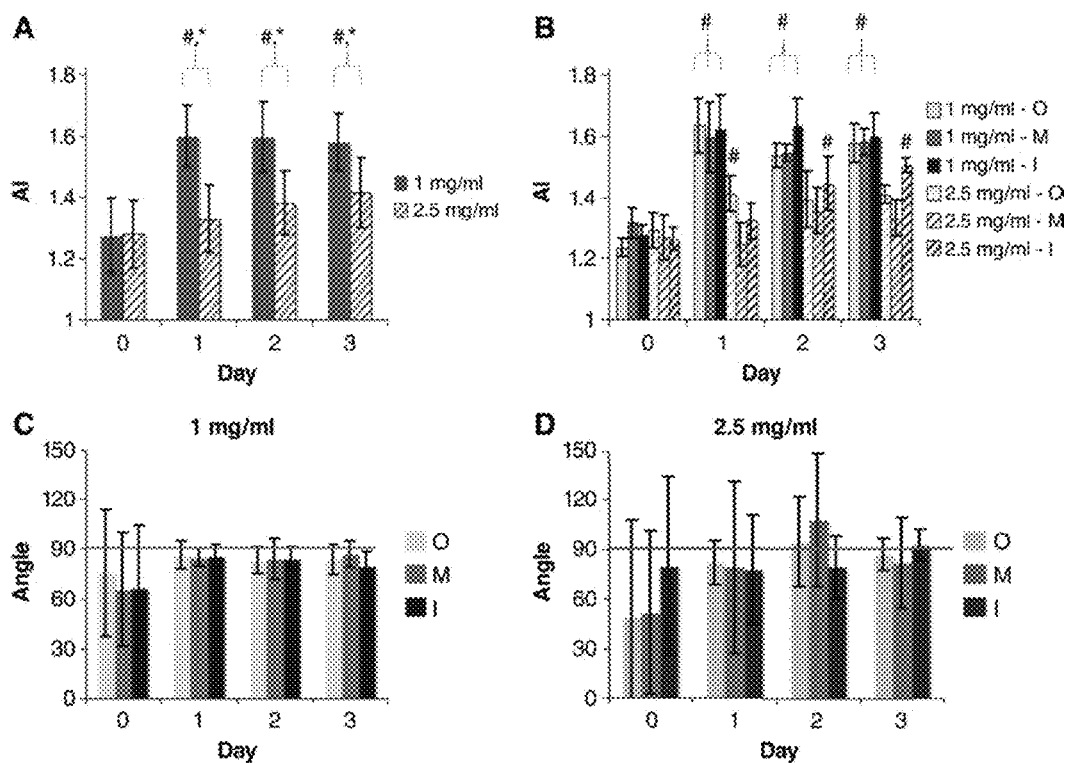 A
#,*
#,*
#,*
1.8
1.6
1.4
1.2
1
AI
0
1
2
3
Day
1 mg/ml
2.5 mg/ml
B
#
#
#
#
#
#
1.8
1.6
1.4
1.2
1
AI
0
1
2
3
Day
1 mg/ml - O
1 mg/ml - M
1 mg/ml - I
2.5 mg/ml - O
2.5 mg/ml - M
2.5 mg/ml - I
C
1 mg/ml
150
120
90
60
30
0
Angle
0
1
2
3
Day
O
M
I
D
2.5 mg/ml
150
120
90
60
30
0
Angle
0
1
2
3
Day
O
M
I